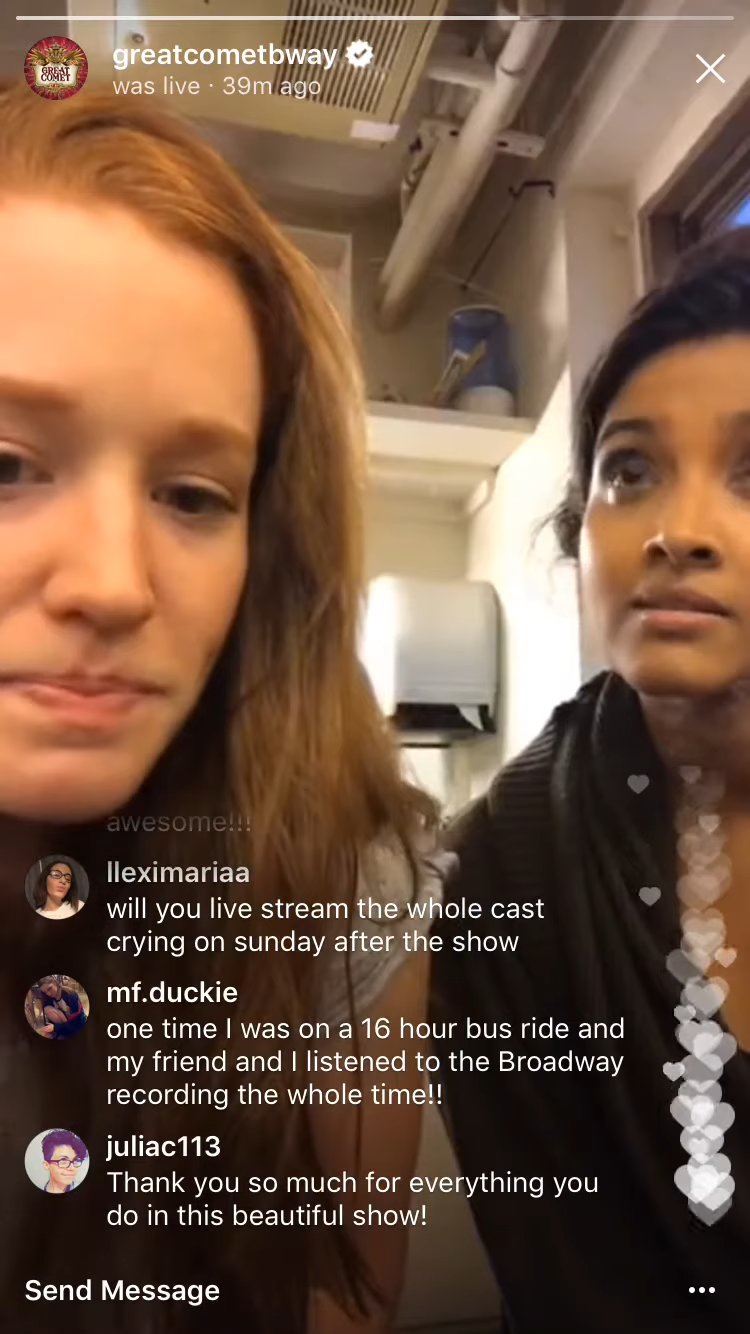 greatcometbway
was live · 39m ago
GREAT
COMET
awesome!!!
lleximariaa
will you live stream the whole cast
crying on sunday after the show
mf.duckie
one time I was on a 16 hour bus ride and
my friend and I listened to the Broadway
recording the whole time!!
juliac113
Thank you so much for everything you
do in this beautiful show!
Send Message